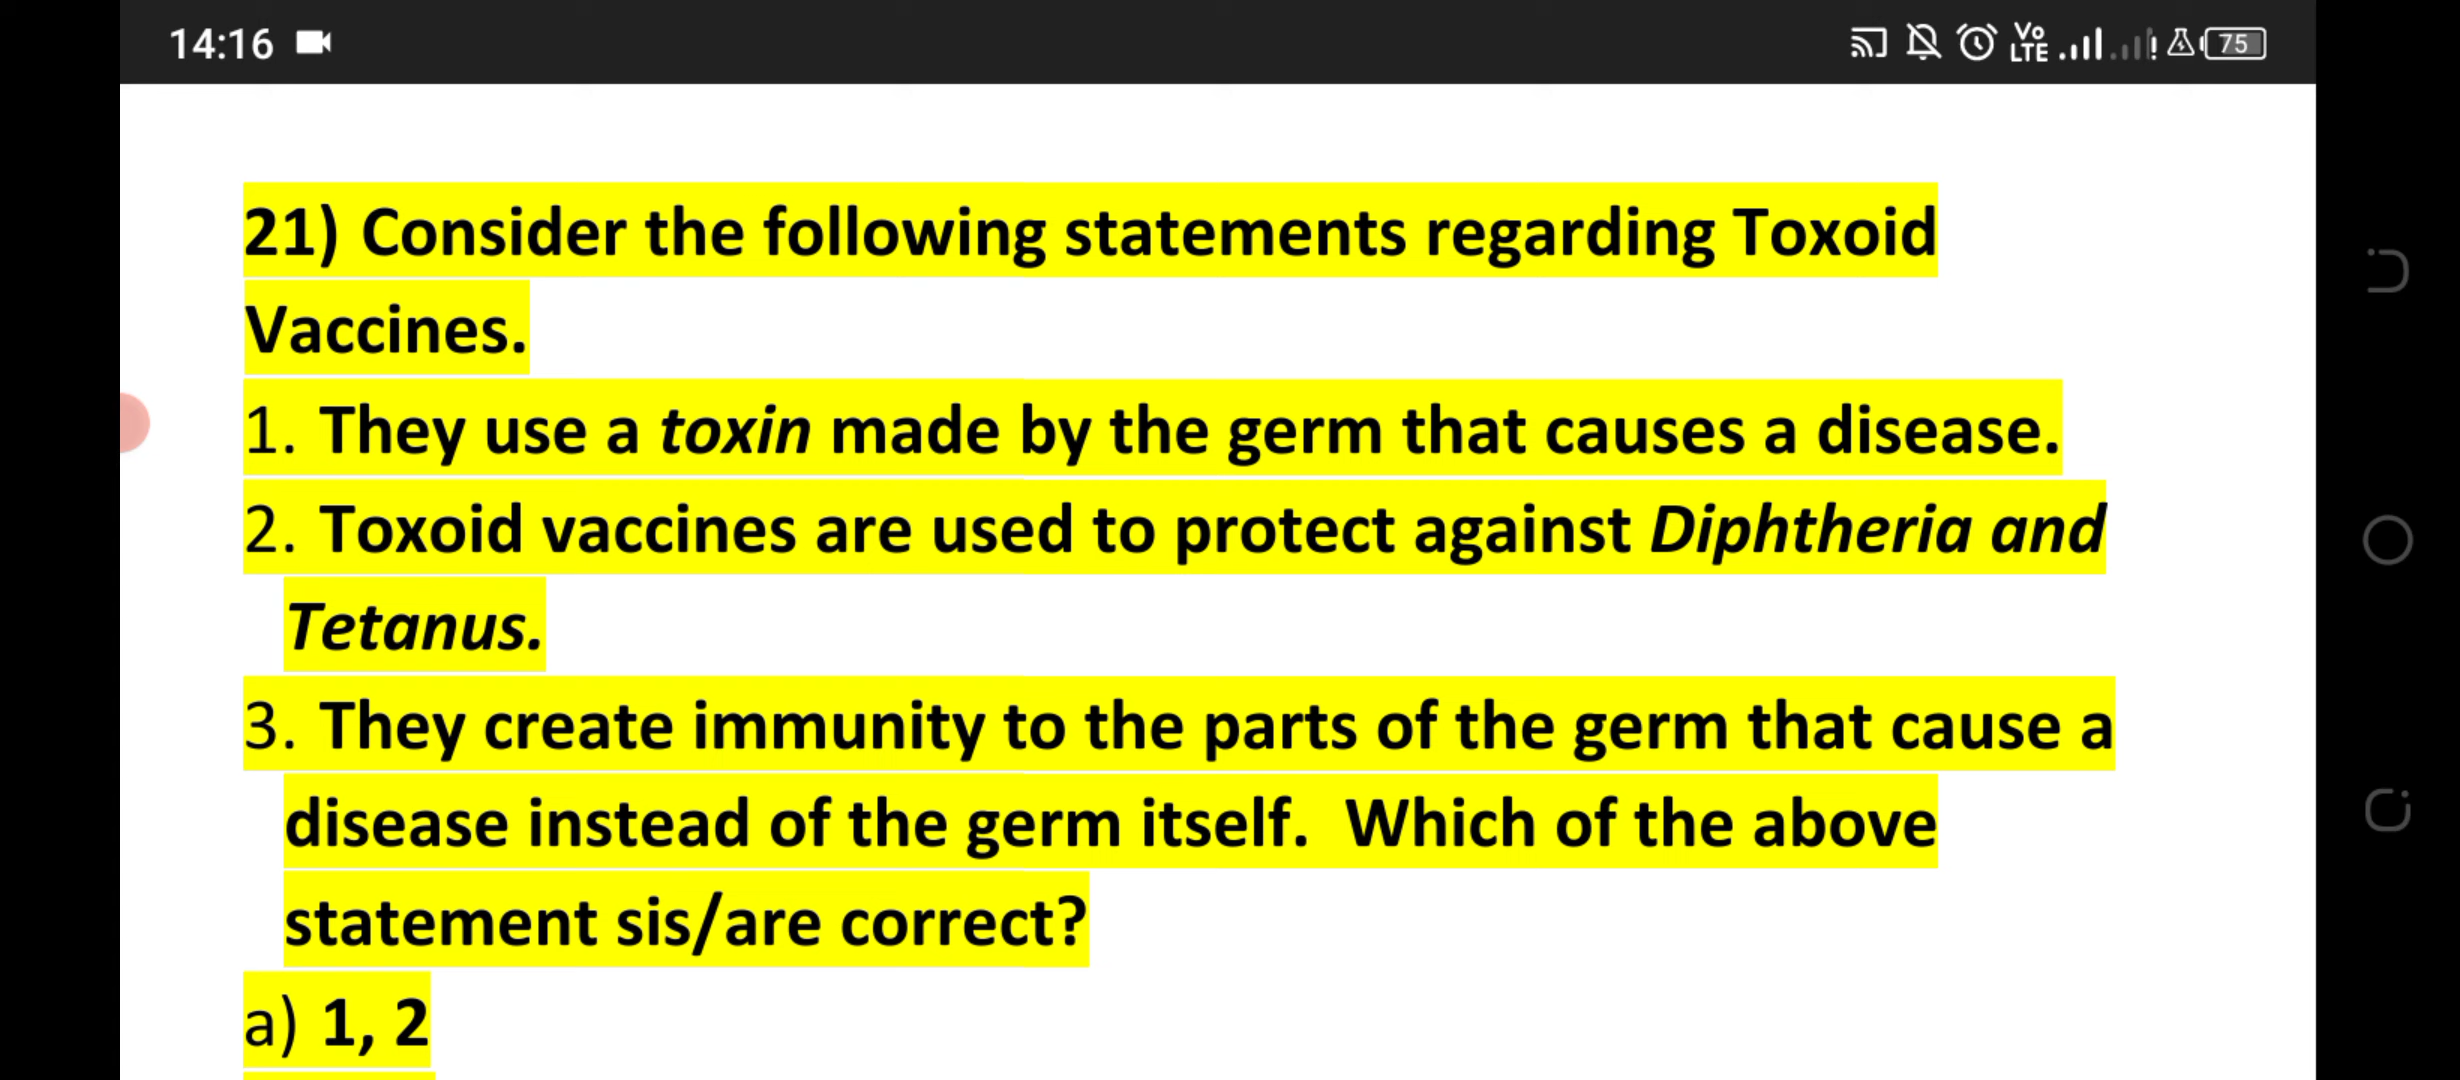 14:16
Vo
LTE
75
21) Consider the following statements regarding Toxoid
Vaccines.
1. They use a toxin made by the germ that causes a disease.
2. Toxoid vaccines are used to protect against Diphtheria and
Tetanus.
3. They create immunity to the parts of the germ that cause a
disease instead of the germ itself.  Which of the above
statement sis/are correct?
a) 1, 2